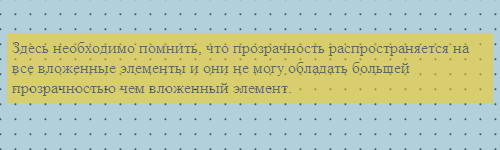 Здесь необходимо помнить, что прозрачность распространяется на
все вложенные элементы и они не могу обладать большей
прозрачностью чем вложенный элемент.